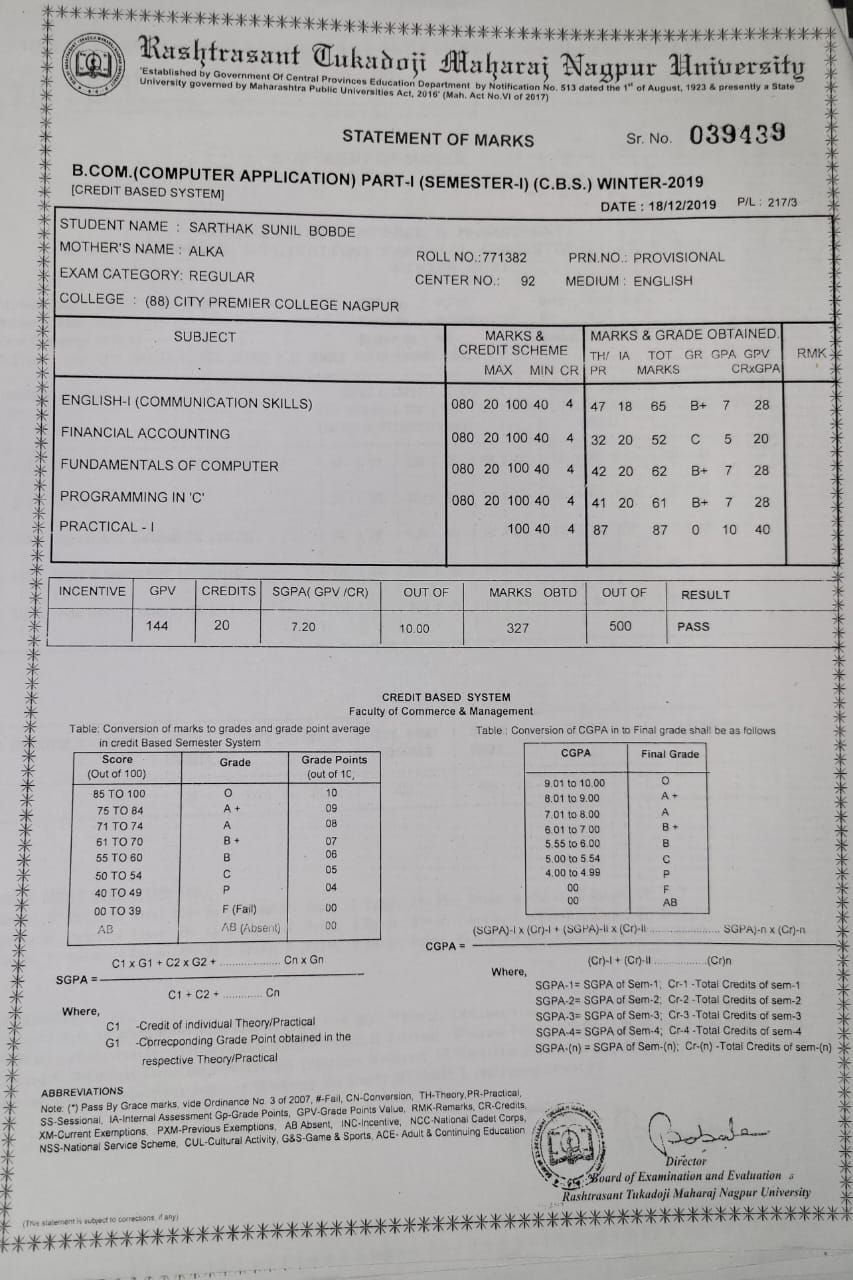 Rashtrasant Tukadoji Maharaj Nagpur University
'Established by Government Of Central Provinces Education Department by Notification No. 513 dated the 1st of August, 1923 & presently a State
University governed by Maharashtra Public Universities Act, 2016' (Mah. Act No.VI of 2017)
STATEMENT OF MARKS Sr. No. 039439
B.COM.(COMPUTER APPLICATION) PART-I (SEMESTER-I) (C.B.S.) WINTER-2019
[CREDIT BASED SYSTEM] DATE : 18/12/2019 P/L : 217/3
STUDENT NAME : SARTHAK SUNIL BOBDE
MOTHER'S NAME : ALKA ROLL NO.:771382 PRN.NO.: PROVISIONAL
EXAM CATEGORY: REGULAR CENTER NO.: 92 MEDIUM : ENGLISH
COLLEGE : (88) CITY PREMIER COLLEGE NAGPUR
SUBJECT MARKS & CREDIT SCHEME MARKS & GRADE OBTAINED RMK
MAX MIN CR TH/PR IA TOT MARKS GR GPA GPV CRxGPA
ENGLISH-I (COMMUNICATION SKILLS) 080 20 100 40 4 47 18 65 B+ 7 28
FINANCIAL ACCOUNTING 080 20 100 40 4 32 20 52 C 5 20
FUNDAMENTALS OF COMPUTER 080 20 100 40 4 42 20 62 B+ 7 28
PROGRAMMING IN 'C' 080 20 100 40 4 41 20 61 B+ 7 28
PRACTICAL - I 100 40 4 87 87 O 10 40
INCENTIVE GPV CREDITS SGPA( GPV /CR) OUT OF MARKS OBTD OUT OF RESULT
144 20 7.20 10.00 327 500 PASS
CREDIT BASED SYSTEM
Faculty of Commerce & Management
Table: Conversion of marks to grades and grade point average
in credit Based Semester System
Score (Out of 100) Grade Grade Points (out of 10)
85 TO 100 O 10
75 TO 84 A + 09
71 TO 74 A 08
61 TO 70 B + 07
55 TO 60 B 06
50 TO 54 C 05
40 TO 49 P 04
00 TO 39 F (Fail) 00
AB AB (Absent) 00
Table : Conversion of CGPA in to Final grade shall be as follows
CGPA Final Grade
9.01 to 10.00 O
8.01 to 9.00 A +
7.01 to 8.00 A
6.01 to 7.00 B +
5.55 to 6.00 B
5.00 to 5.54 C
4.00 to 4.99 P
00 F
00 AB
C1 x G1 + C2 x G2 + .................... Cn x Gn
SGPA =
C1 + C2 + ............ Cn
Where,
C1 -Credit of individual Theory/Practical
G1 -Correcponding Grade Point obtained in the
respective Theory/Practical
(SGPA)-I x (Cr)-I + (SGPA)-II x (Cr)-II ....................... SGPA)-n x (Cr)-n
CGPA =
(Cr)-I + (Cr)-II .................(Cr)n
Where,
SGPA-1= SGPA of Sem-1; Cr-1 -Total Credits of sem-1
SGPA-2= SGPA of Sem-2; Cr-2 -Total Credits of sem-2
SGPA-3= SGPA of Sem-3; Cr-3 -Total Credits of sem-3
SGPA-4= SGPA of Sem-4; Cr-4 -Total Credits of sem-4
SGPA-(n) = SGPA of Sem-(n); Cr-(n) -Total Credits of sem-(n)
ABBREVIATIONS
Note: (*) Pass By Grace marks, vide Ordinance No. 3 of 2007, #-Fail, CN-Conversion, TH-Theory,PR-Practical,
SS-Sessional, IA-Internal Assessment Gp-Grade Points, GPV-Grade Points Value, RMK-Remarks, CR-Credits,
XM-Current Exemptions, PXM-Previous Exemptions, AB Absent, INC-Incentive, NCC-National Cadet Corps,
NSS-National Service Scheme, CUL-Cultural Activity, G&S-Game & Sports, ACE- Adult & Continuing Education
Director
Board of Examination and Evaluation
Rashtrasant Tukadoji Maharaj Nagpur University
(This statement is subject to corrections, if any)